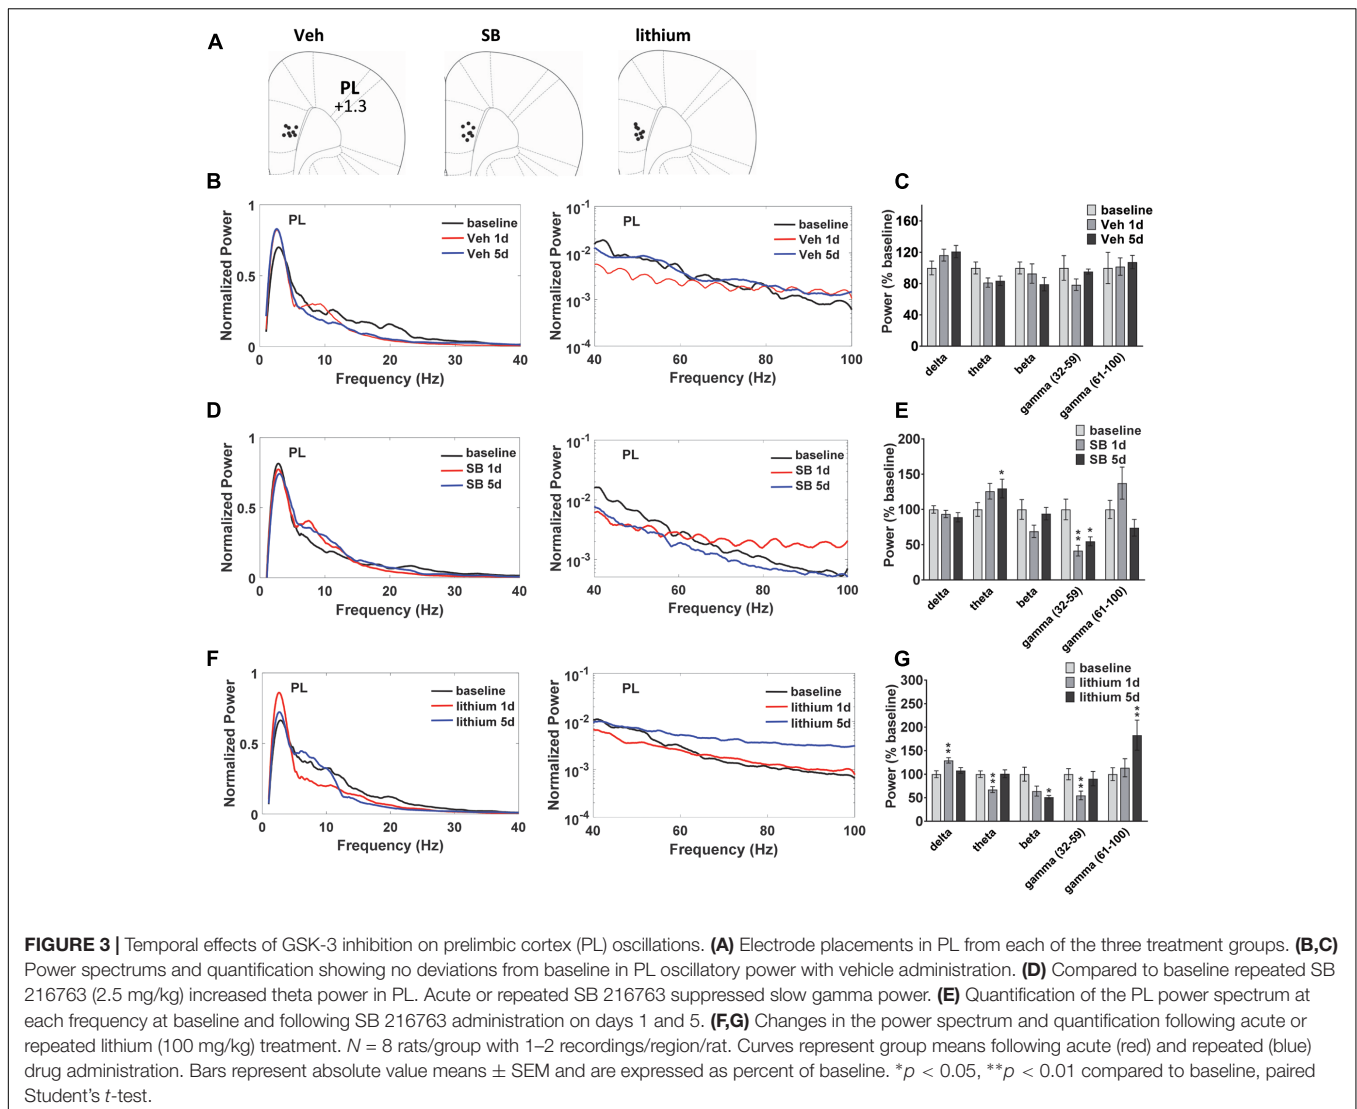 A
Veh
SB
lithium
PL
+1.3
B
Normalized Power
1
0.5
0
PL
baseline
Veh 1d
Veh 5d
0 10 20 30 40
Frequency (Hz)
Normalized Power
10-1
10-2
10-3
10-4
PL
baseline
Veh 1d
Veh 5d
40 60 80 100
Frequency (Hz)
C
Power (% baseline)
160
120
80
40
0
baseline
Veh 1d
Veh 5d
delta
theta
beta
gamma (32-59)
gamma (61-100)
D
Normalized Power
1
0.5
0
PL
baseline
SB 1d
SB 5d
0 10 20 30 40
Frequency (Hz)
Normalized Power
10-1
10-2
10-3
PL
baseline
SB 1d
SB 5d
40 60 80 100
Frequency (Hz)
E
Power (% baseline)
200
150
100
50
0
baseline
SB 1d
SB 5d
*
**
*
delta
theta
beta
gamma (32-59)
gamma (61-100)
F
Normalized Power
1
0.5
0
PL
baseline
lithium 1d
lithium 5d
0 10 20 30 40
Frequency (Hz)
Normalized Power
10-1
10-2
10-3
10-4
PL
baseline
lithium 1d
lithium 5d
40 60 80 100
Frequency (Hz)
G
Power (% baseline)
300
250
200
150
100
50
0
baseline
lithium 1d
lithium 5d
**
**
*
**
**
delta
theta
beta
gamma (32-59)
gamma (61-100)
FIGURE 3 | Temporal effects of GSK-3 inhibition on prelimbic cortex (PL) oscillations. (A) Electrode placements in PL from each of the three treatment groups. (B,C)
Power spectrums and quantification showing no deviations from baseline in PL oscillatory power with vehicle administration. (D) Compared to baseline repeated SB
216763 (2.5 mg/kg) increased theta power in PL. Acute or repeated SB 216763 suppressed slow gamma power. (E) Quantification of the PL power spectrum at
each frequency at baseline and following SB 216763 administration on days 1 and 5. (F,G) Changes in the power spectrum and quantification following acute or
repeated lithium (100 mg/kg) treatment. N = 8 rats/group with 1–2 recordings/region/rat. Curves represent group means following acute (red) and repeated (blue)
drug administration. Bars represent absolute value means ± SEM and are expressed as percent of baseline. *p < 0.05, **p < 0.01 compared to baseline, paired
Student's t-test.